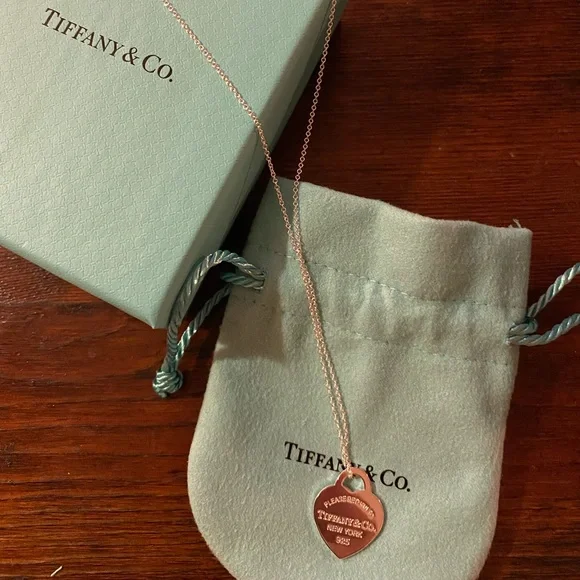 TIFFANY & CO.
TIFFANY & CO.
PLEASE RETURN TO
TIFFANY & CO.
NEW YORK
925